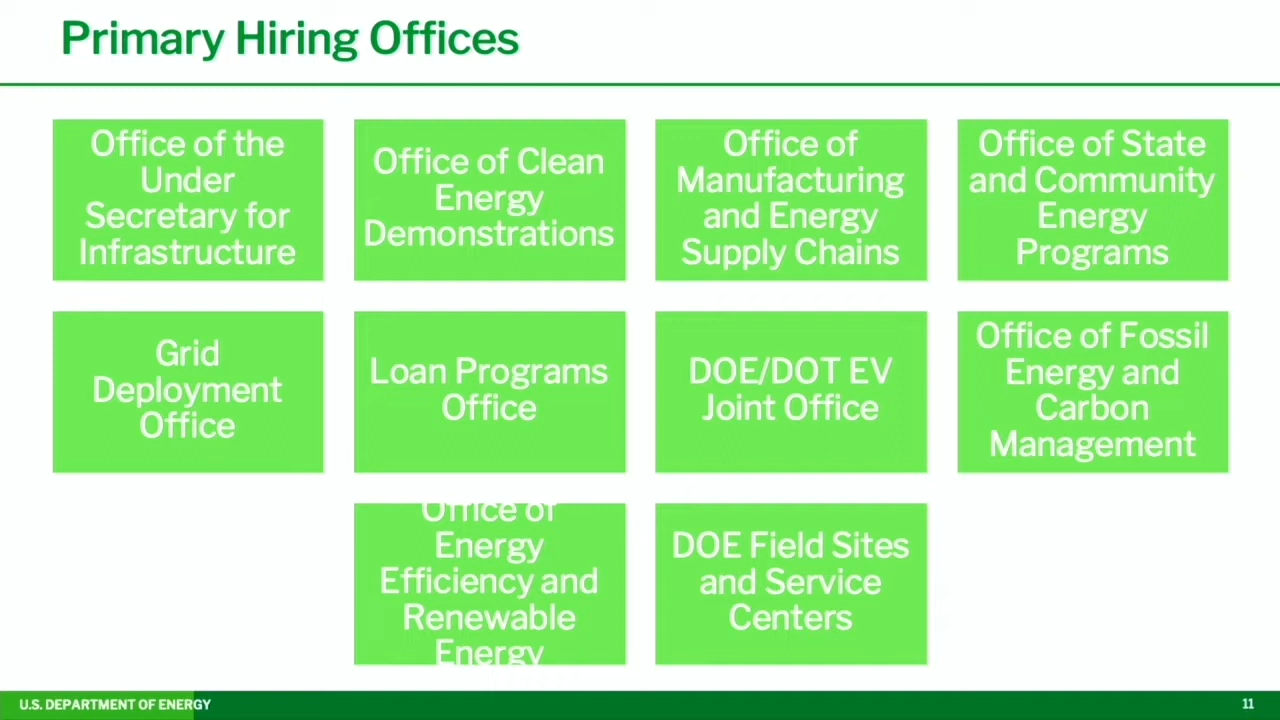 Primary Hiring Offices
Office of the
Under
Secretary for
Infrastructure
Office of Clean
Energy
Demonstrations
Office of
Manufacturing
and Energy
Supply Chains
Office of State
and Community
Energy
Programs
Grid
Deployment
Office
Loan Programs
Office
DOE/DOT EV
Joint Office
Office of Fossil
Energy and
Carbon
Management
Office of
Energy
Efficiency and
Renewable
Energy
DOE Field Sites
and Service
Centers
U.S. DEPARTMENT OF ENERGY
11